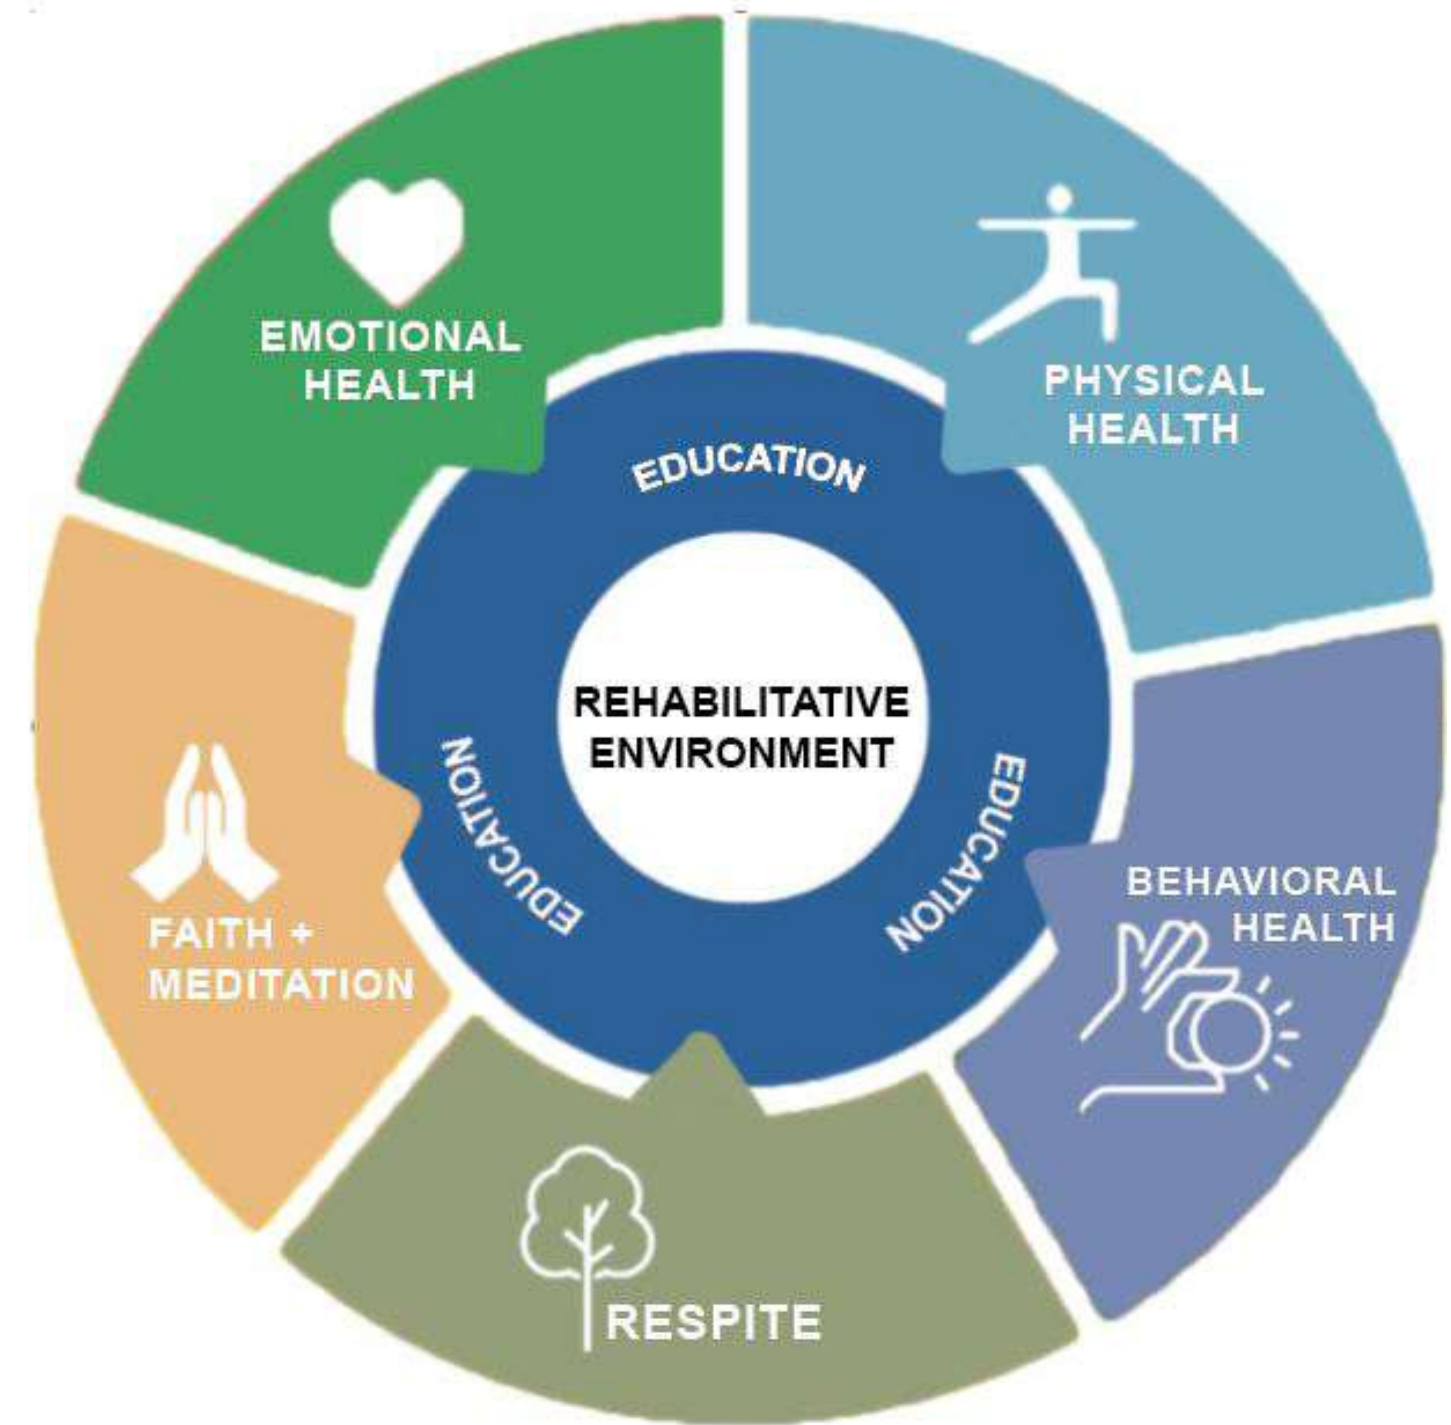 EMOTIONAL
HEALTH
PHYSICAL
HEALTH
EDUCATION
REHABILITATIVE
ENVIRONMENT
EDUCATION
EDUCATION
BEHAVIORAL
HEALTH
FAITH +
MEDITATION
RESPITE